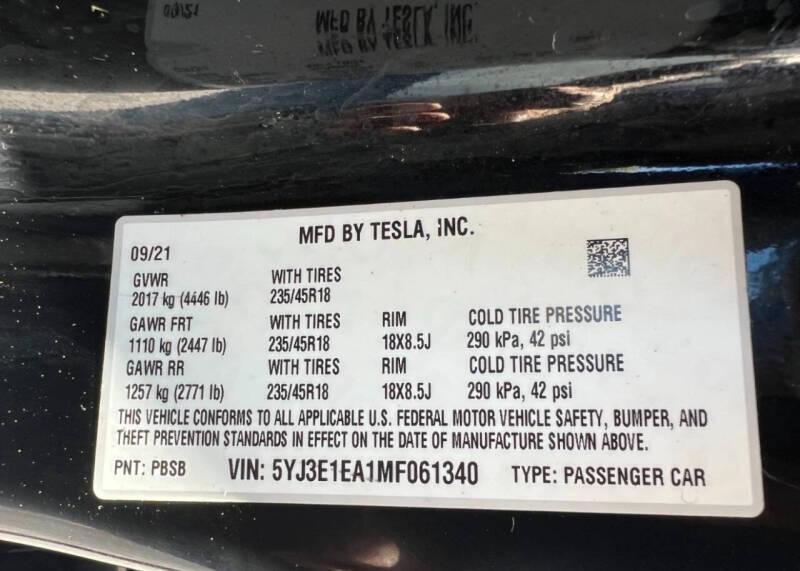 MFD BY TESLA, INC.
MFD BY TESLA, INC.
09/21
GVWR WITH TIRES
2017 kg (4446 lb) 235/45R18
GAWR FRT WITH TIRES RIM COLD TIRE PRESSURE
1110 kg (2447 lb) 235/45R18 18X8.5J 290 kPa, 42 psi
GAWR RR WITH TIRES RIM COLD TIRE PRESSURE
1257 kg (2771 lb) 235/45R18 18X8.5J 290 kPa, 42 psi
THIS VEHICLE CONFORMS TO ALL APPLICABLE U.S. FEDERAL MOTOR VEHICLE SAFETY, BUMPER, AND
THEFT PREVENTION STANDARDS IN EFFECT ON THE DATE OF MANUFACTURE SHOWN ABOVE.
PNT: PBSB VIN: 5YJ3E1EA1MF061340 TYPE: PASSENGER CAR